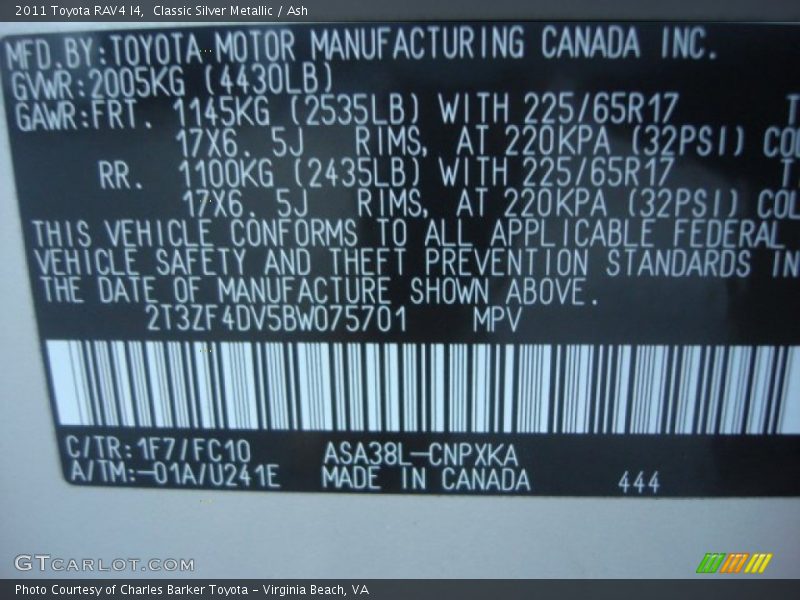 2011 Toyota RAV4 I4, Classic Silver Metallic / Ash
MFD.BY:TOYOTA MOTOR MANUFACTURING CANADA INC.
GVWR:2005KG (4430LB)
GAWR:FRT. 1145KG (2535LB) WITH 225/65R17 T
17X6.5J RIMS, AT 220KPA (32PSI) COL
RR. 1100KG (2435LB) WITH 225/65R17 T
17X6.5J RIMS, AT 220KPA (32PSI) COL
THIS VEHICLE CONFORMS TO ALL APPLICABLE FEDERAL
VEHICLE SAFETY AND THEFT PREVENTION STANDARDS IN
THE DATE OF MANUFACTURE SHOWN ABOVE.
2T3ZF4DV5BW075701 MPV
C/TR:1F7/FC10 ASA38L-CNPXKA
A/TM:-01A/U241E MADE IN CANADA 444
GTCARLOT.COM
Photo Courtesy of Charles Barker Toyota - Virginia Beach, VA